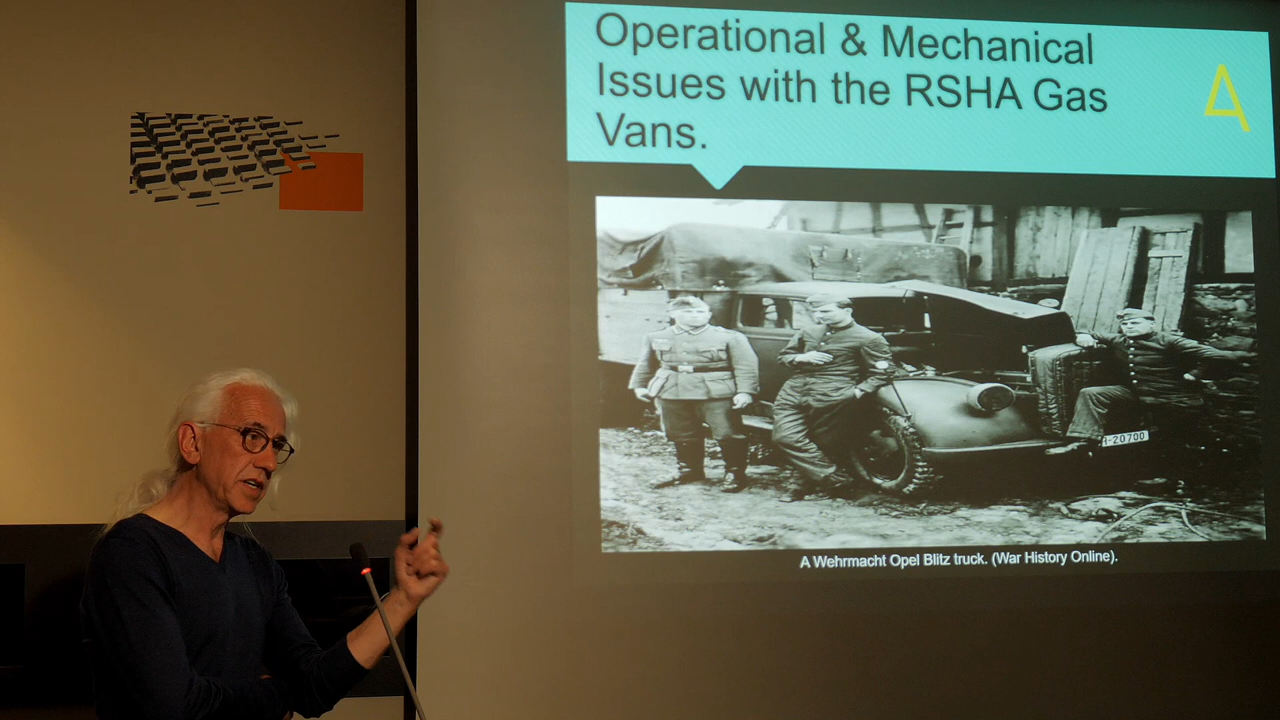 Operational & Mechanical
Issues with the RSHA Gas
Vans.
A Wehrmacht Opel Blitz truck. (War History Online).